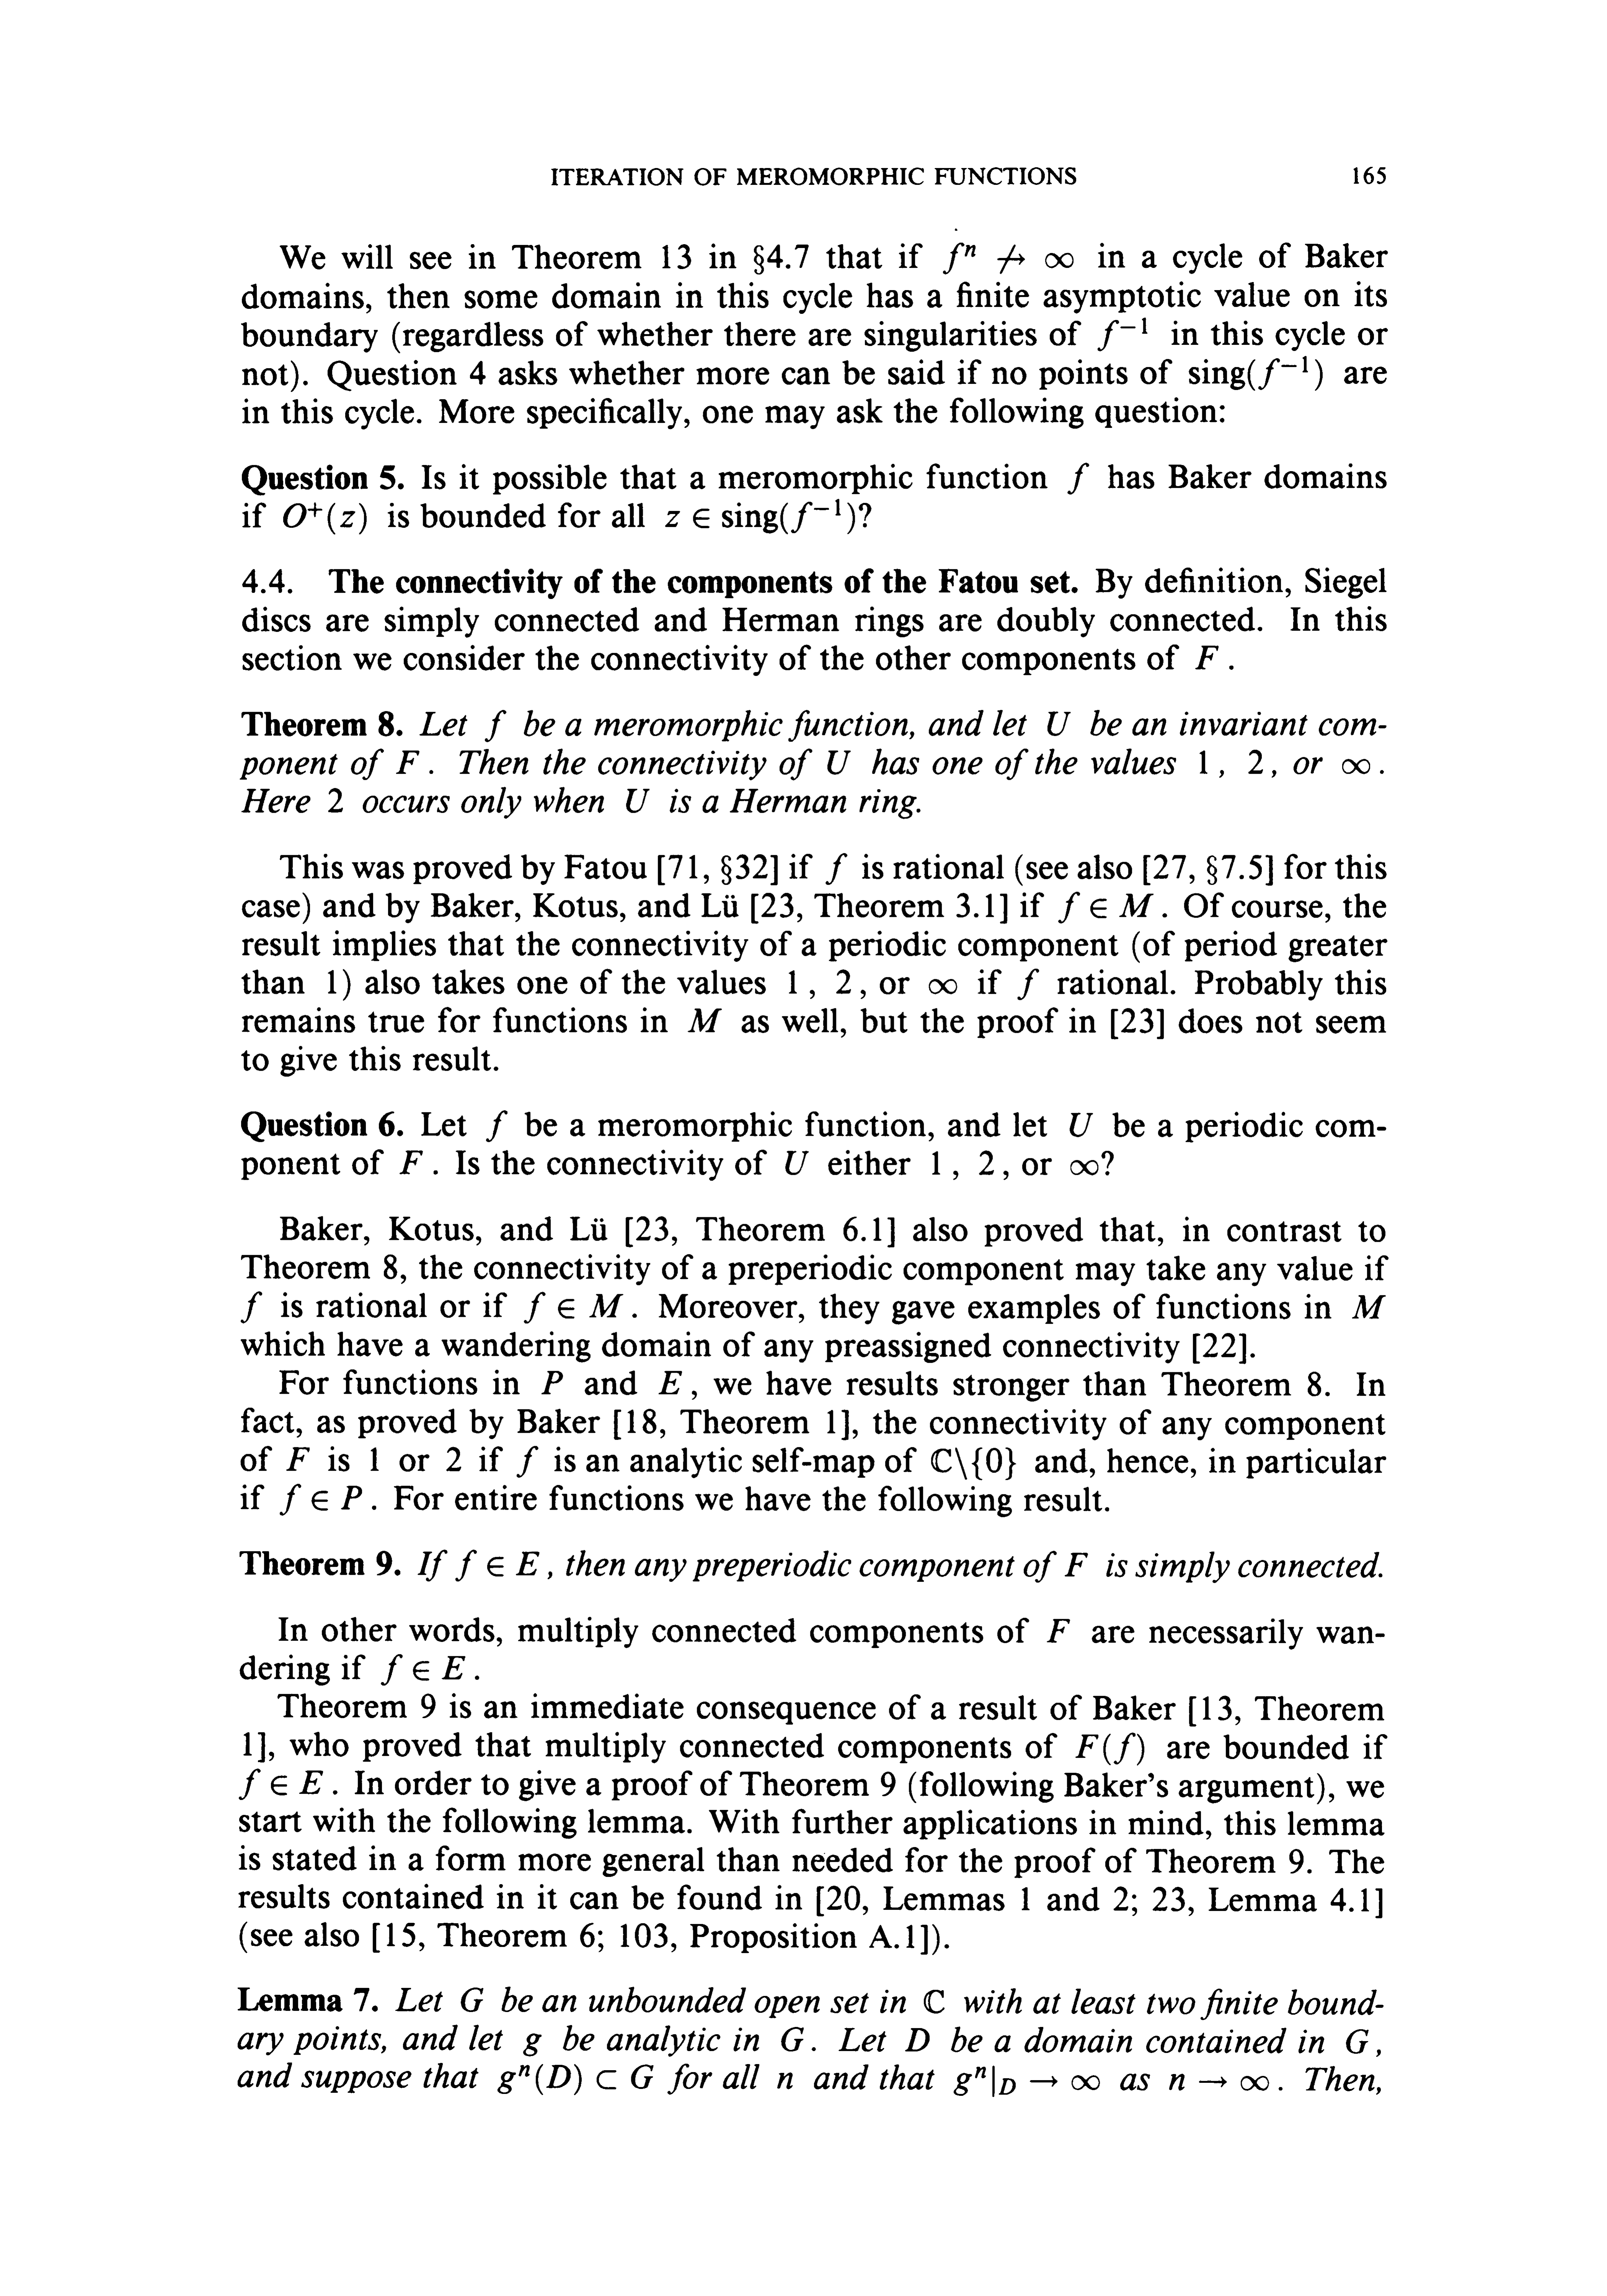 ITERATION OF MEROMORPHIC FUNCTIONS 165
We will see in Theorem 13 in §4.7 that if fⁿ ↛ ∞ in a cycle of Baker
domains, then some domain in this cycle has a finite asymptotic value on its
boundary (regardless of whether there are singularities of f⁻¹ in this cycle or
not). Question 4 asks whether more can be said if no points of sing(f⁻¹) are
in this cycle. More specifically, one may ask the following question:
Question 5. Is it possible that a meromorphic function f has Baker domains
if O⁺(z) is bounded for all z ∈ sing(f⁻¹)?
4.4. The connectivity of the components of the Fatou set. By definition, Siegel
discs are simply connected and Herman rings are doubly connected. In this
section we consider the connectivity of the other components of F.
Theorem 8. Let f be a meromorphic function, and let U be an invariant com-
ponent of F. Then the connectivity of U has one of the values 1, 2, or ∞.
Here 2 occurs only when U is a Herman ring.
This was proved by Fatou [71, §32] if f is rational (see also [27, §7.5] for this
case) and by Baker, Kotus, and Lü [23, Theorem 3.1] if f ∈ M. Of course, the
result implies that the connectivity of a periodic component (of period greater
than 1) also takes one of the values 1, 2, or ∞ if f rational. Probably this
remains true for functions in M as well, but the proof in [23] does not seem
to give this result.
Question 6. Let f be a meromorphic function, and let U be a periodic com-
ponent of F. Is the connectivity of U either 1, 2, or ∞?
Baker, Kotus, and Lü [23, Theorem 6.1] also proved that, in contrast to
Theorem 8, the connectivity of a preperiodic component may take any value if
f is rational or if f ∈ M. Moreover, they gave examples of functions in M
which have a wandering domain of any preassigned connectivity [22].
For functions in P and E, we have results stronger than Theorem 8. In
fact, as proved by Baker [18, Theorem 1], the connectivity of any component
of F is 1 or 2 if f is an analytic self-map of ℂ\{0} and, hence, in particular
if f ∈ P. For entire functions we have the following result.
Theorem 9. If f ∈ E, then any preperiodic component of F is simply connected.
In other words, multiply connected components of F are necessarily wan-
dering if f ∈ E.
Theorem 9 is an immediate consequence of a result of Baker [13, Theorem
1], who proved that multiply connected components of F(f) are bounded if
f ∈ E. In order to give a proof of Theorem 9 (following Baker's argument), we
start with the following lemma. With further applications in mind, this lemma
is stated in a form more general than needed for the proof of Theorem 9. The
results contained in it can be found in [20, Lemmas 1 and 2; 23, Lemma 4.1]
(see also [15, Theorem 6; 103, Proposition A.1]).
Lemma 7. Let G be an unbounded open set in ℂ with at least two finite bound-
ary points, and let g be analytic in G. Let D be a domain contained in G,
and suppose that gⁿ(D) ⊂ G for all n and that gⁿ|_D → ∞ as n → ∞. Then,